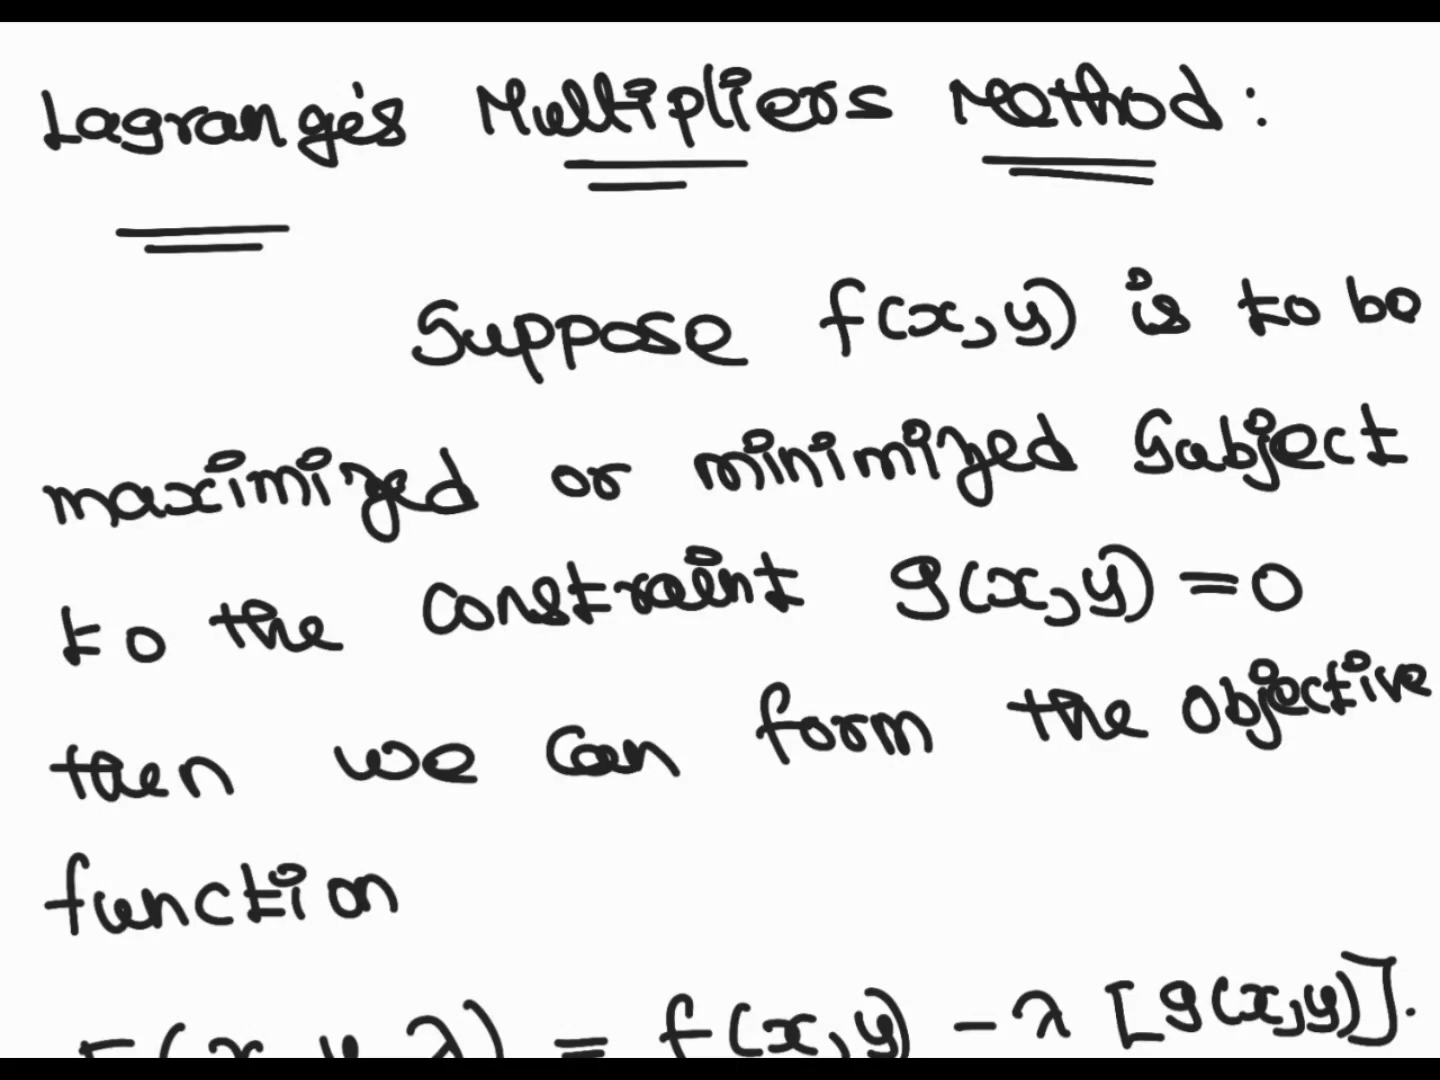 Lagrange's Multipliers Method:
Suppose f(x,y) is to be
maximized or minimized Subject
to the constraint g(x,y) = 0
then we can form the objective
function
F(x,y,λ) = f(x,y) - λ [g(x,y)].